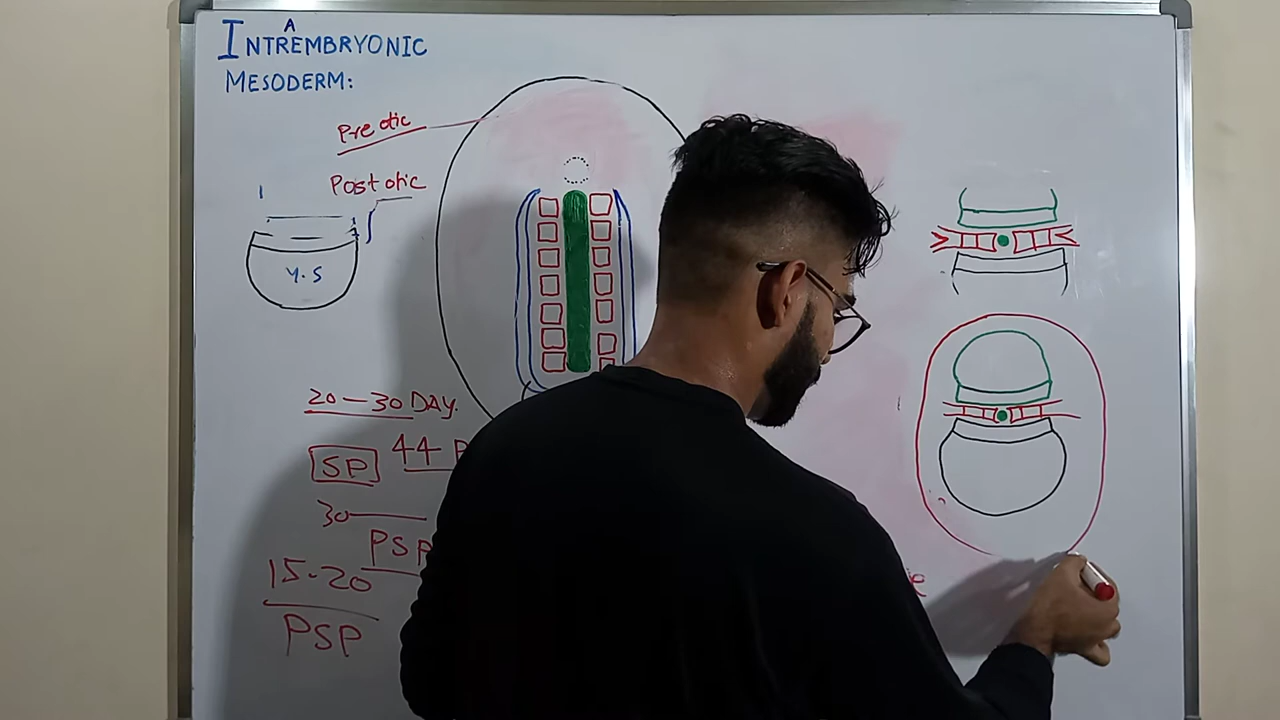 INTRAEMBRYONIC
MESODERM:
Pre otic
Post otic
Y.S
20-30 DAY.
SP 44
30
PSP
15-20
PSP